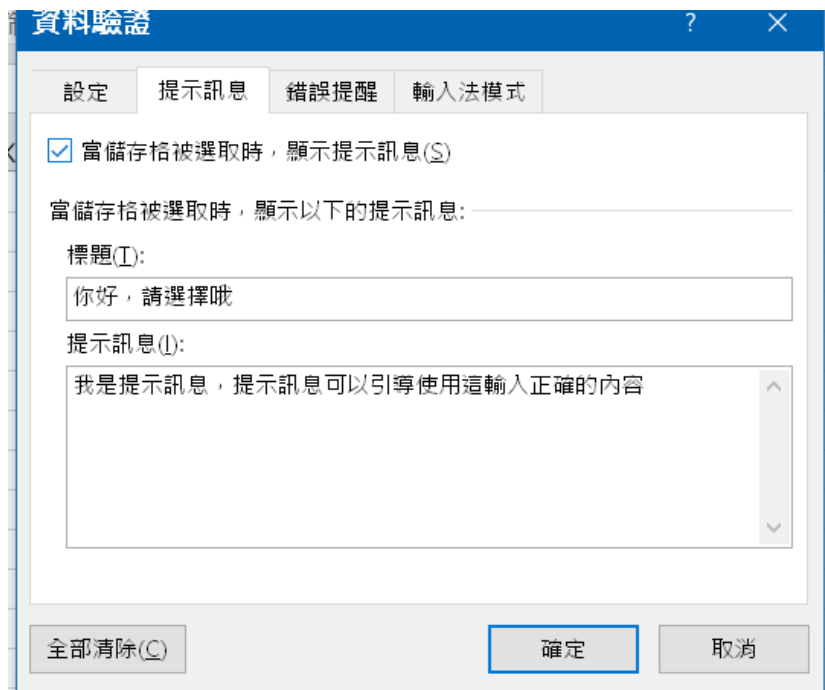 資料驗證
?
設定 提示訊息 錯誤提醒 輸入法模式
當儲存格被選取時，顯示提示訊息(S)
當儲存格被選取時，顯示以下的提示訊息:
標題(T):
你好，請選擇哦
提示訊息(I):
我是提示訊息，提示訊息可以引導使用這輸入正確的內容
全部清除(C) 確定 取消